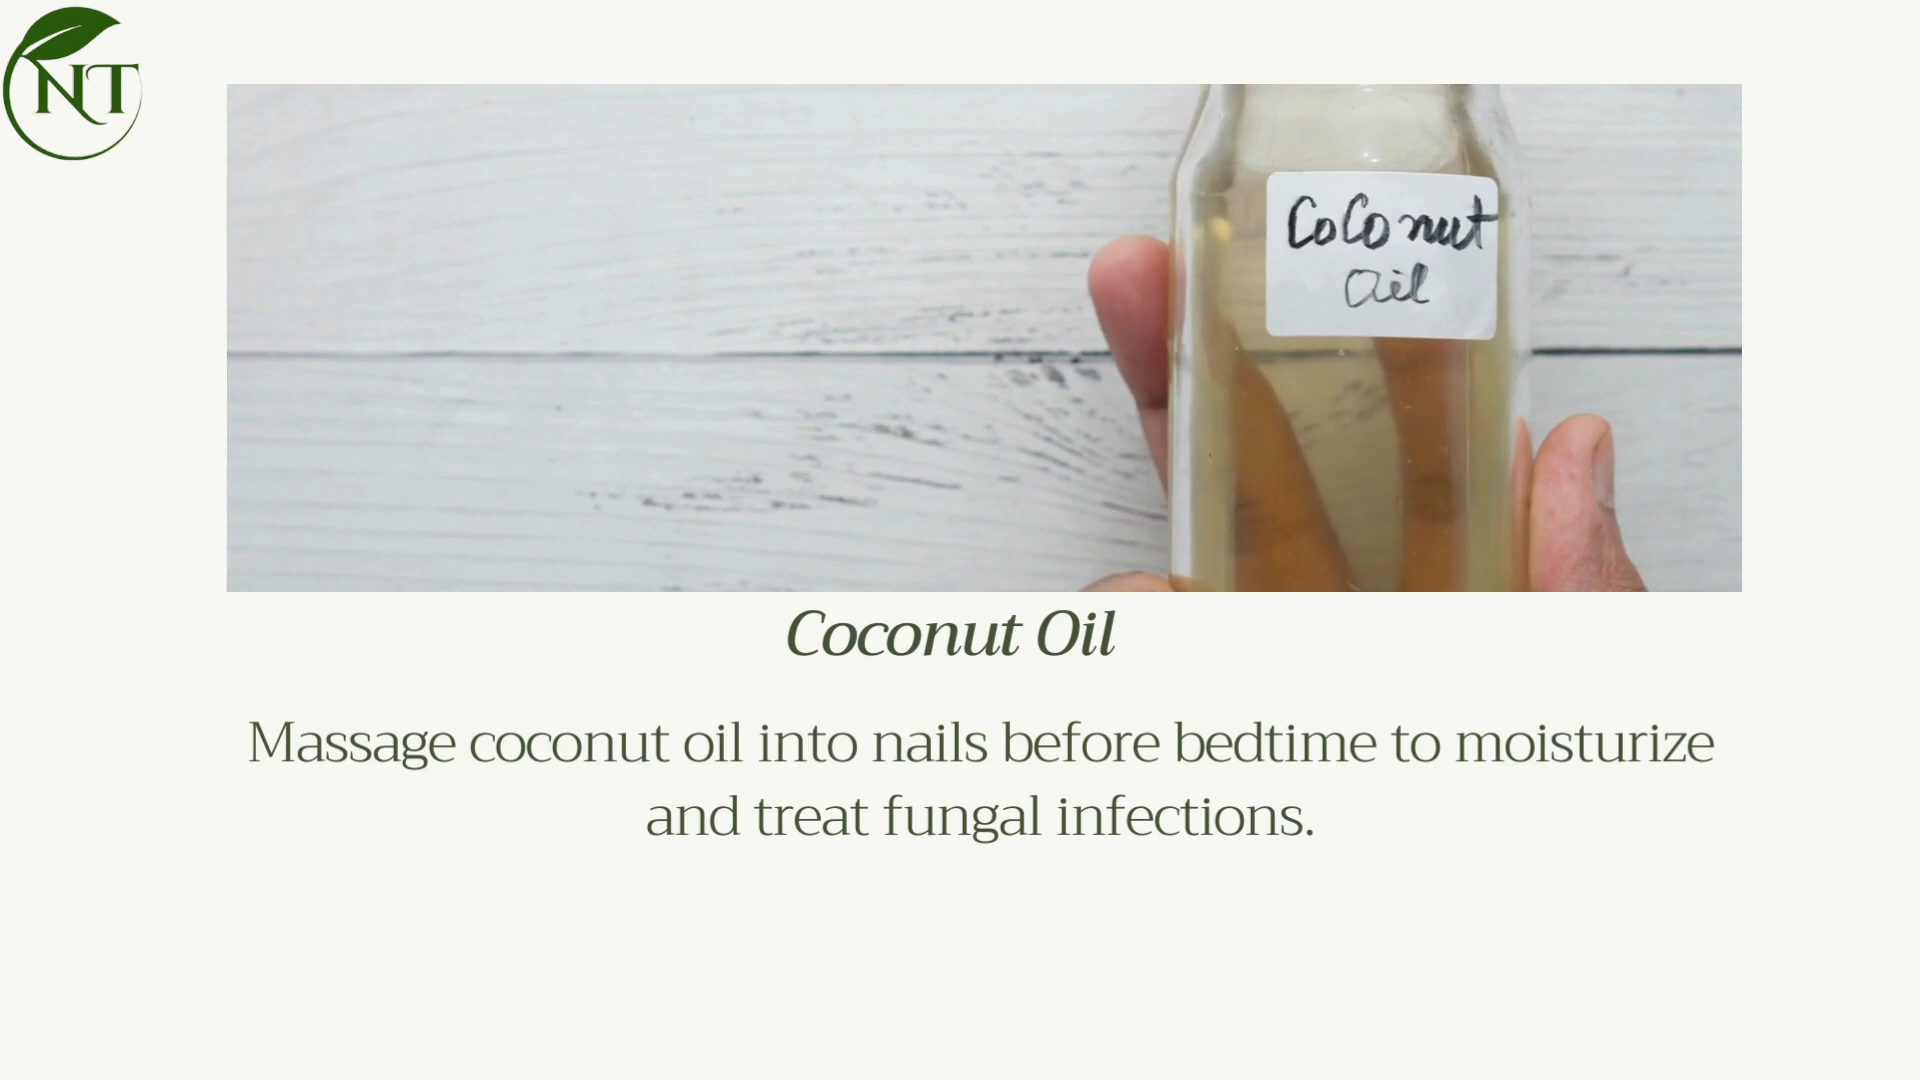 NT
Coconut
Oil
Coconut Oil
Massage coconut oil into nails before bedtime to moisturize
and treat fungal infections.